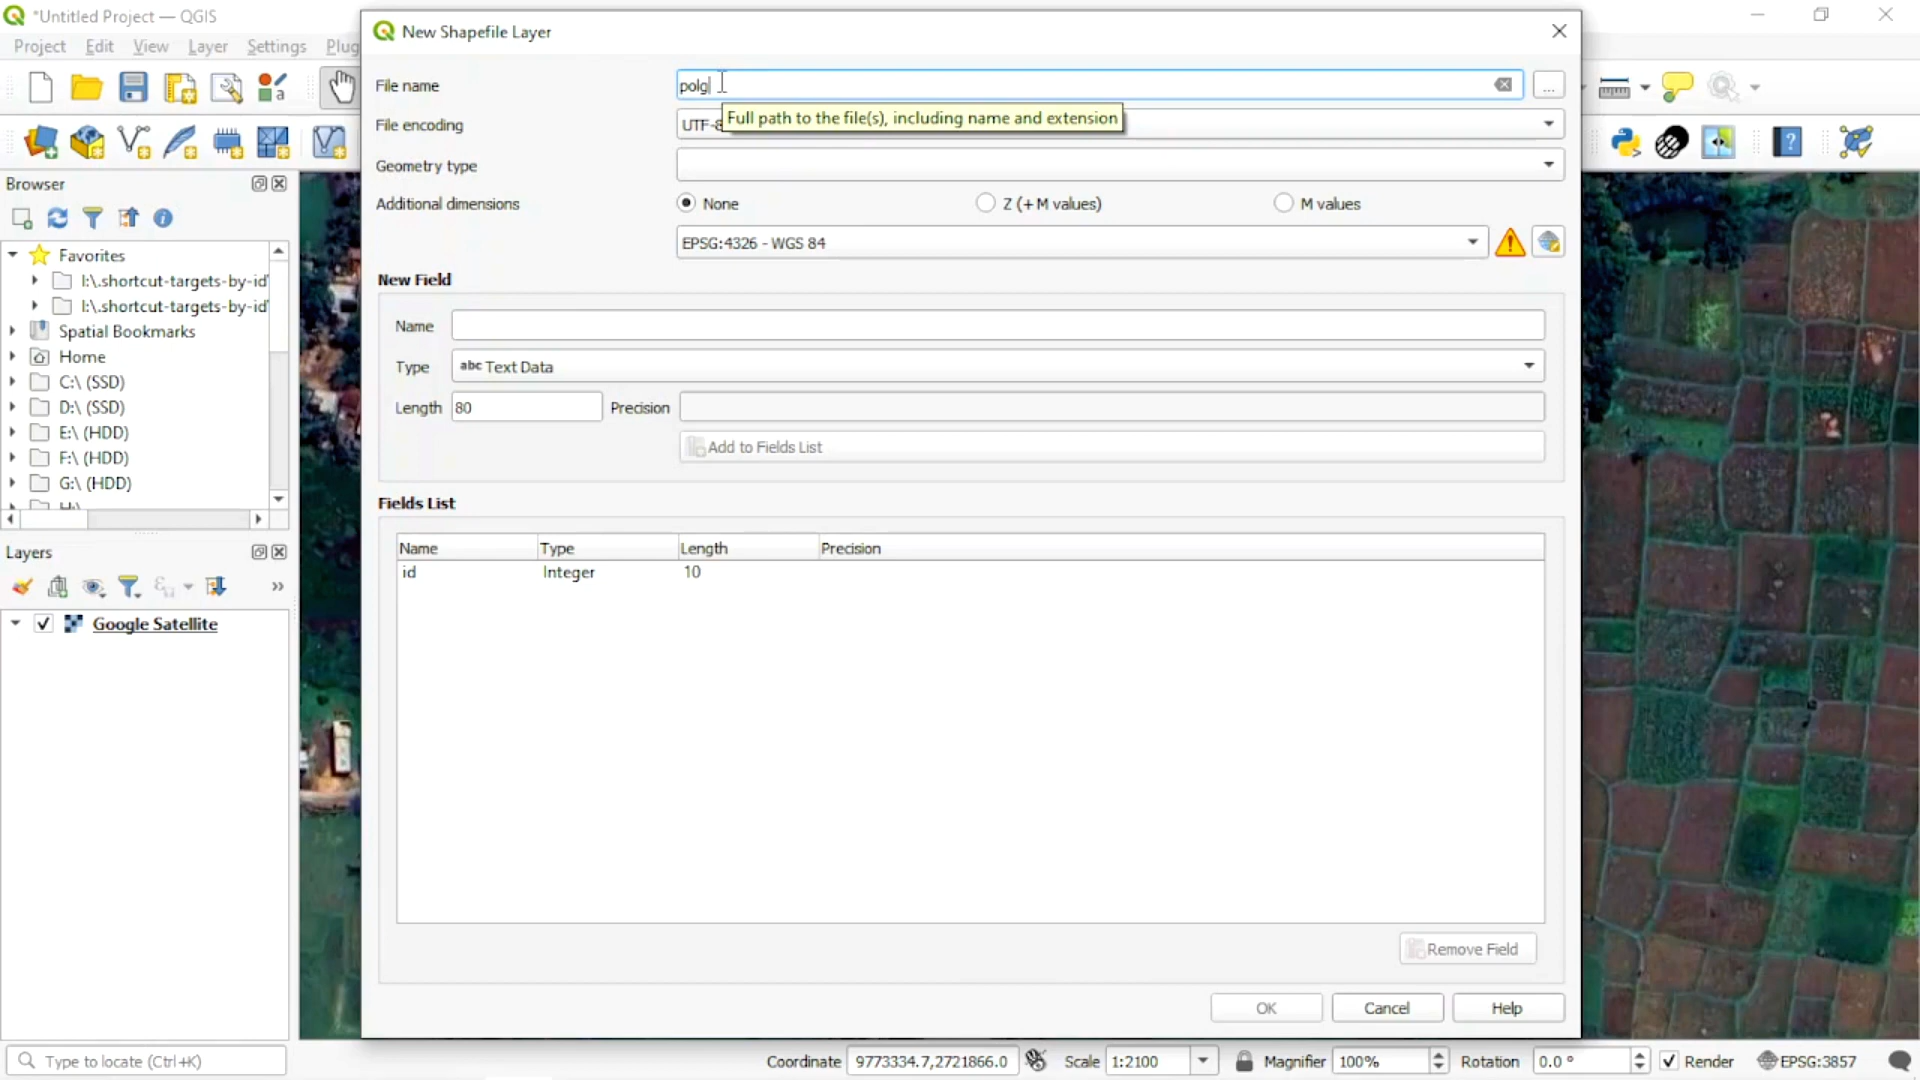 *Untitled Project — QGIS
Project Edit View Layer Settings Plug
New Shapefile Layer
File name polg ...
Full path to the file(s), including name and extension
File encoding UTF-8
Geometry type
Additional dimensions None Z (+ M values) M values
EPSG:4326 - WGS 84
New Field
Name
Type abc Text Data
Length 80 Precision
Add to Fields List
Fields List
Name Type Length Precision
id Integer 10
Remove Field
OK Cancel Help
Browser
Favorites
I:\.shortcut-targets-by-id'
I:\.shortcut-targets-by-id'
Spatial Bookmarks
Home
C:\ (SSD)
D:\ (SSD)
E:\ (HDD)
F:\ (HDD)
G:\ (HDD)
H:\
Layers
Google Satellite
Type to locate (Ctrl+K) Coordinate 9773334.7,2721866.0 Scale 1:2100 Magnifier 100% Rotation 0.0 ° Render EPSG:3857